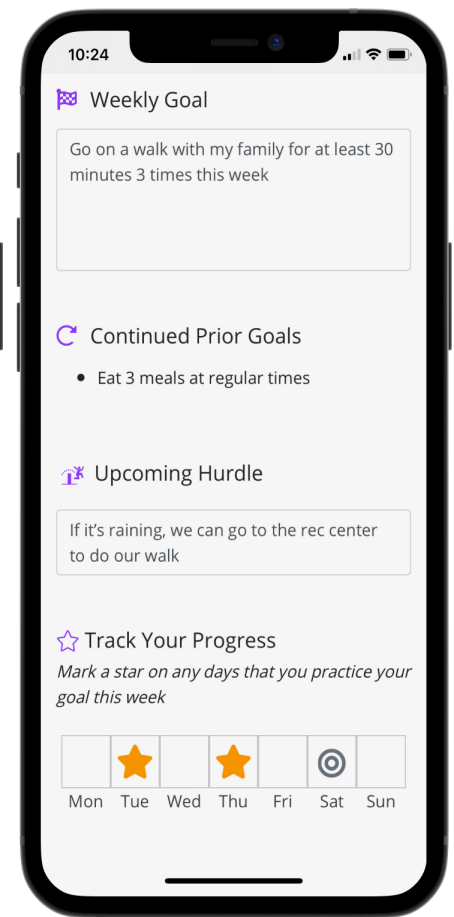 10:24
Weekly Goal
Go on a walk with my family for at least 30
minutes 3 times this week
Continued Prior Goals
Eat 3 meals at regular times
Upcoming Hurdle
If it’s raining, we can go to the rec center
to do our walk
Track Your Progress
Mark a star on any days that you practice your
goal this week
Mon Tue Wed Thu Fri Sat Sun